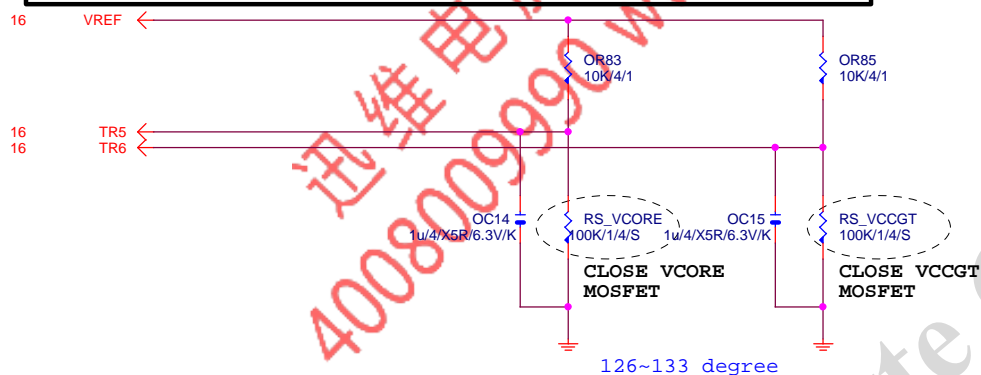 16 VREF
OR83
10K/4/1
OR85
10K/4/1
16 TR5
16 TR6
OC14
1u/4/X5R/6.3V/K
RS_VCORE
100K/1/4/S
OC15
1u/4/X5R/6.3V/K
RS_VCCGT
100K/1/4/S
CLOSE VCORE
MOSFET
CLOSE VCCGT
MOSFET
126~133 degree
迅维电
4008009990 w
te